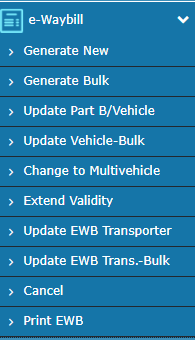 e-Waybill
Generate New
Generate Bulk
Update Part B/Vehicle
Update Vehicle-Bulk
Change to Multivehicle
Extend Validity
Update EWB Transporter
Update EWB Trans.-Bulk
Cancel
Print EWB